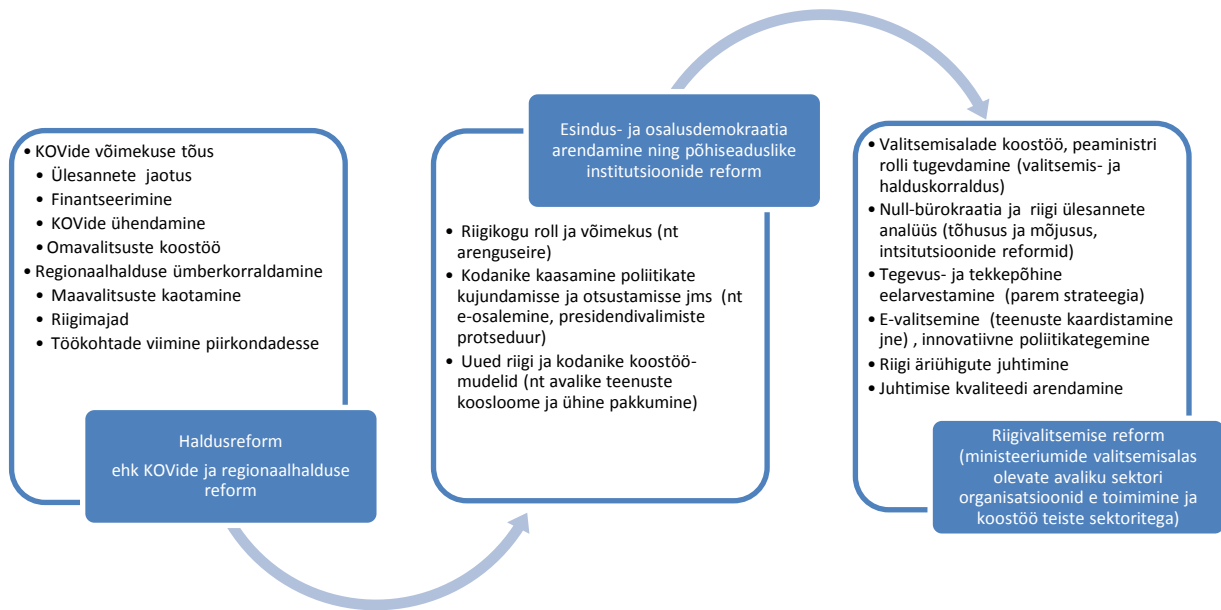 • KOVide võimekuse tõus
• Ülesannete jaotus
• Finantseerimine
• KOVide ühendamine
• Omavalitsuste koostöö
• Regionaalhalduse ümberkorraldamine
• Maavalitsuste kaotamine
• Riigimajad
• Töökohtade viimine piirkondadesse
Haldusreform
ehk KOVide ja regionaalhalduse
reform
Esindus- ja osalusdemokraatia
arendamine ning põhiseaduslike
institutsioonide reform
• Riigikogu roll ja võimekus (nt
arenguseire)
• Kodanike kaasamine poliitikate
kujundamisse ja otsustamisse jms (nt
e-osalemine, presidendivalimiste
protseduur)
• Uued riigi ja kodanike koostöö-
mudelid (nt avalike teenuste
koosloome ja ühine pakkumine)
• Valitsemisalade koostöö, peaministri
rolli tugevdamine (valitsemis- ja
halduskorraldus)
• Null-bürokraatia ja riigi ülesannete
analüüs (tõhusus ja mõjusus,
intsitutsioonide reformid)
• Tegevus- ja tekkepõhine
eelarvestamine (parem strateegia)
• E-valitsemine (teenuste kaardistamine
jne) , innovatiivne poliitikategemine
• Riigi äriühigute juhtimine
• Juhtimise kvaliteedi arendamine
Riigivalitsemise reform
(ministeeriumide valitsemisalas
olevate avaliku sektori
organisatsioonid e toimimine ja
koostöö teiste sektoritega)